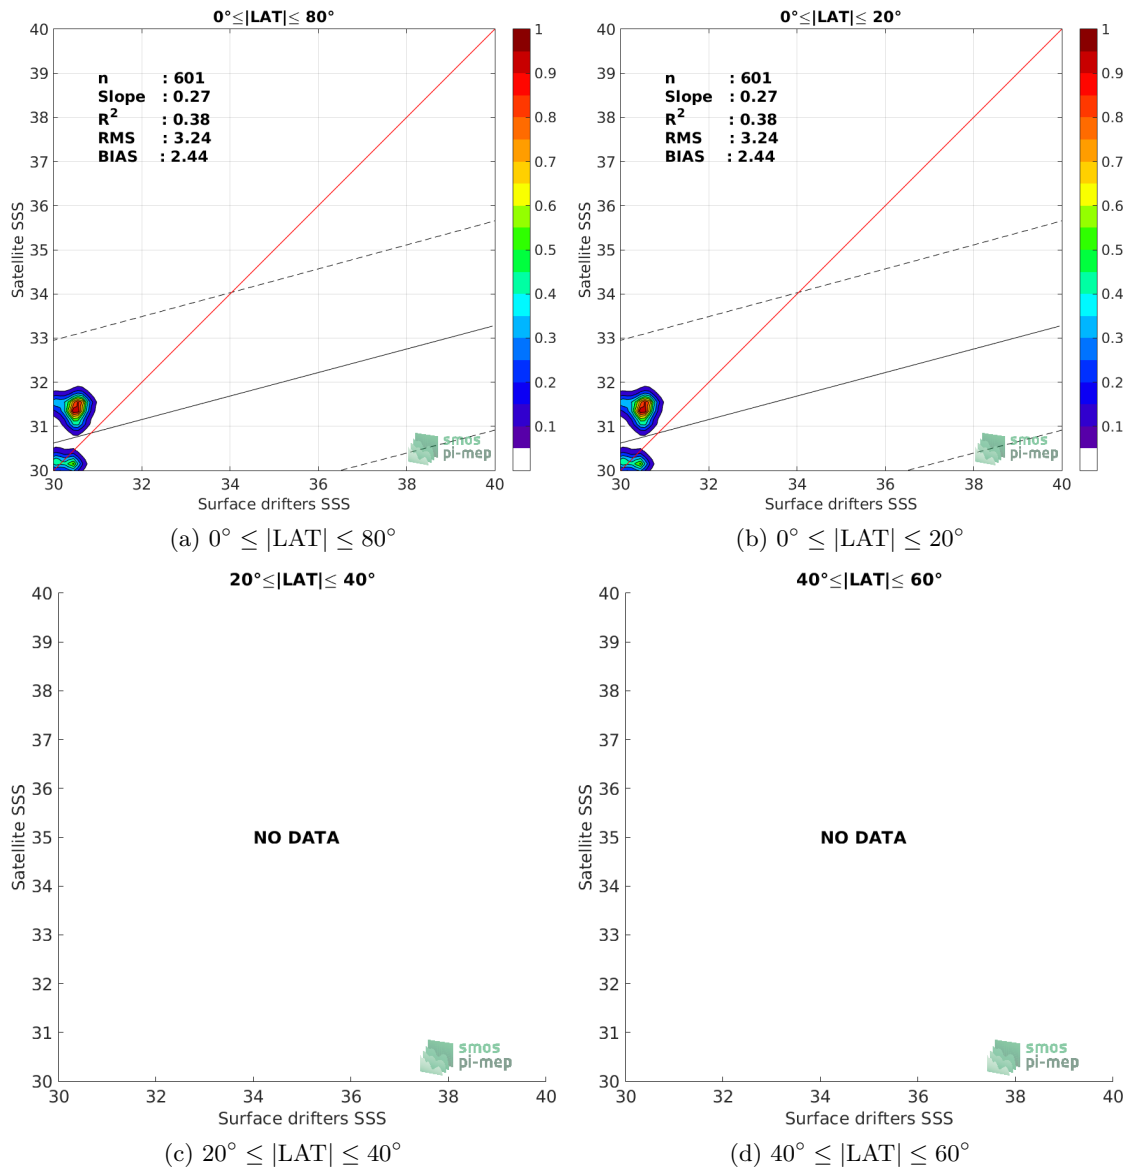 0°≤|LAT|≤ 80°
40
39
38
37
36
35
34
33
32
31
30
Satellite SSS
n : 601
Slope : 0.27
R² : 0.38
RMS : 3.24
BIAS : 2.44
smos
pi-mep
30 32 34 36 38 40
Surface drifters SSS
1
0.9
0.8
0.7
0.6
0.5
0.4
0.3
0.2
0.1
(a) 0° ≤ |LAT| ≤ 80°
0°≤|LAT|≤ 20°
40
39
38
37
36
35
34
33
32
31
30
Satellite SSS
n : 601
Slope : 0.27
R² : 0.38
RMS : 3.24
BIAS : 2.44
smos
pi-mep
30 32 34 36 38 40
Surface drifters SSS
1
0.9
0.8
0.7
0.6
0.5
0.4
0.3
0.2
0.1
(b) 0° ≤ |LAT| ≤ 20°
20°≤|LAT|≤ 40°
40
39
38
37
36
35
34
33
32
31
30
Satellite SSS
NO DATA
smos
pi-mep
30 32 34 36 38 40
Surface drifters SSS
(c) 20° ≤ |LAT| ≤ 40°
40°≤|LAT|≤ 60°
40
39
38
37
36
35
34
33
32
31
30
Satellite SSS
NO DATA
smos
pi-mep
30 32 34 36 38 40
Surface drifters SSS
(d) 40° ≤ |LAT| ≤ 60°